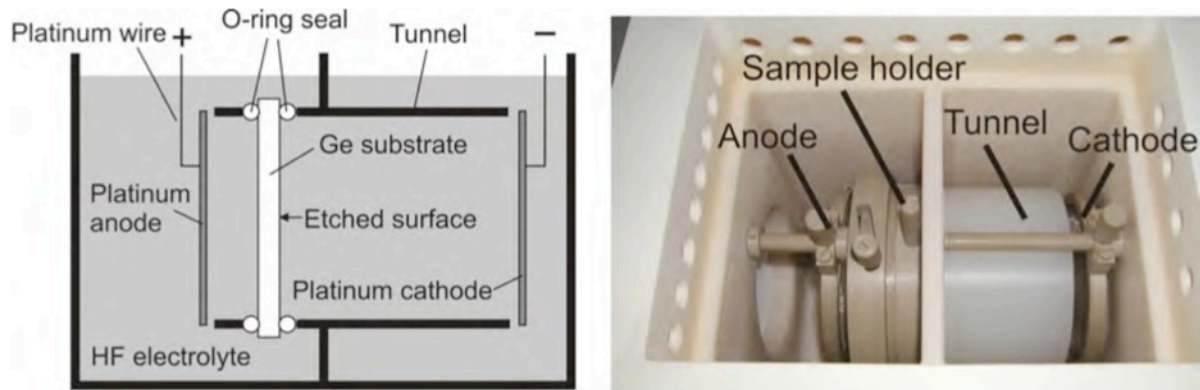 Platinum wire +
O-ring seal
Tunnel
−
Ge substrate
Platinum
anode
Etched surface
Platinum cathode
HF electrolyte
Sample holder
Anode
Tunnel
Cathode